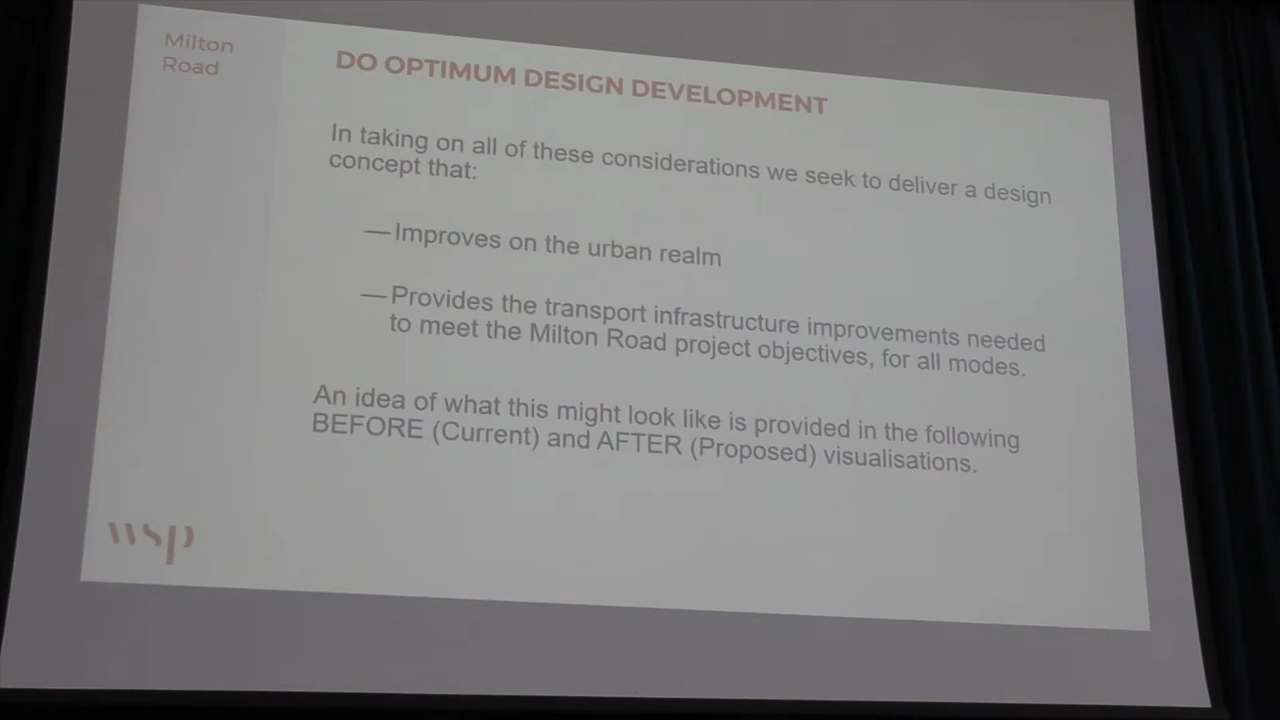 Milton
Road
DO OPTIMUM DESIGN DEVELOPMENT
In taking on all of these considerations we seek to deliver a design
concept that:
—Improves on the urban realm
—Provides the transport infrastructure improvements needed
to meet the Milton Road project objectives, for all modes.
An idea of what this might look like is provided in the following
BEFORE (Current) and AFTER (Proposed) visualisations.
wsp